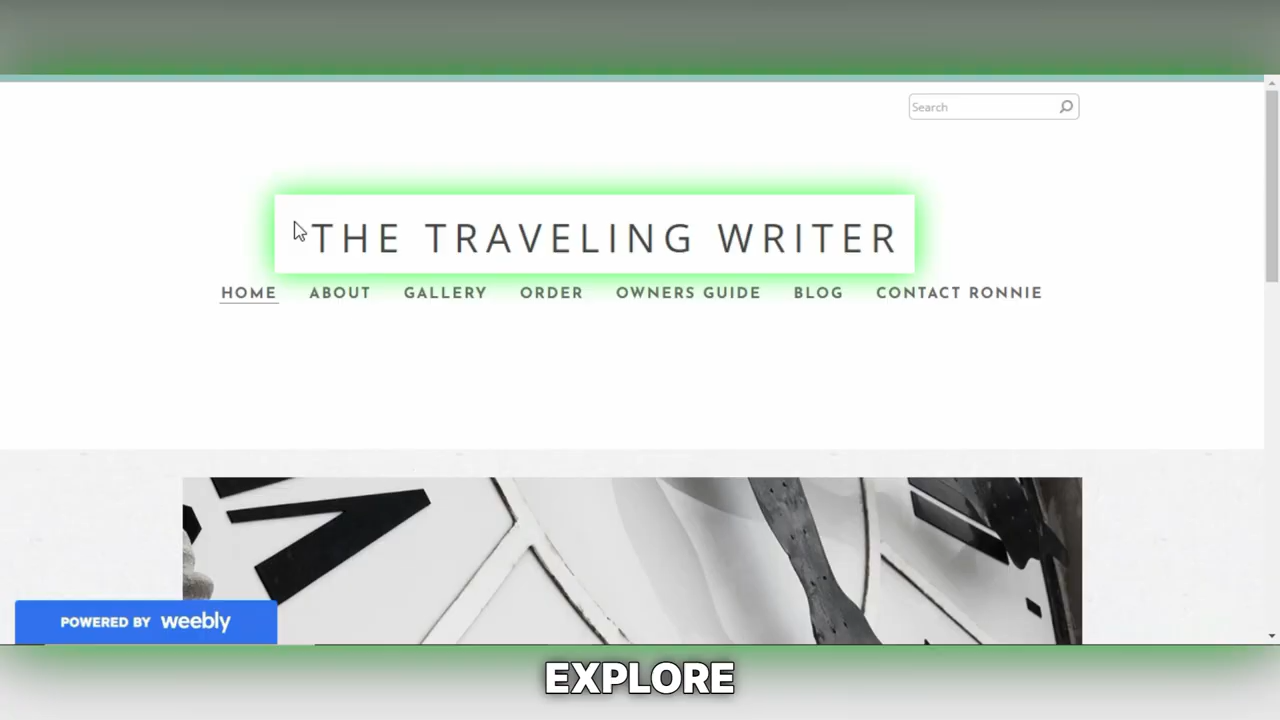 Search
THE TRAVELING WRITER
HOME ABOUT GALLERY ORDER OWNERS GUIDE BLOG CONTACT RONNIE
POWERED BY weebly
EXPLORE